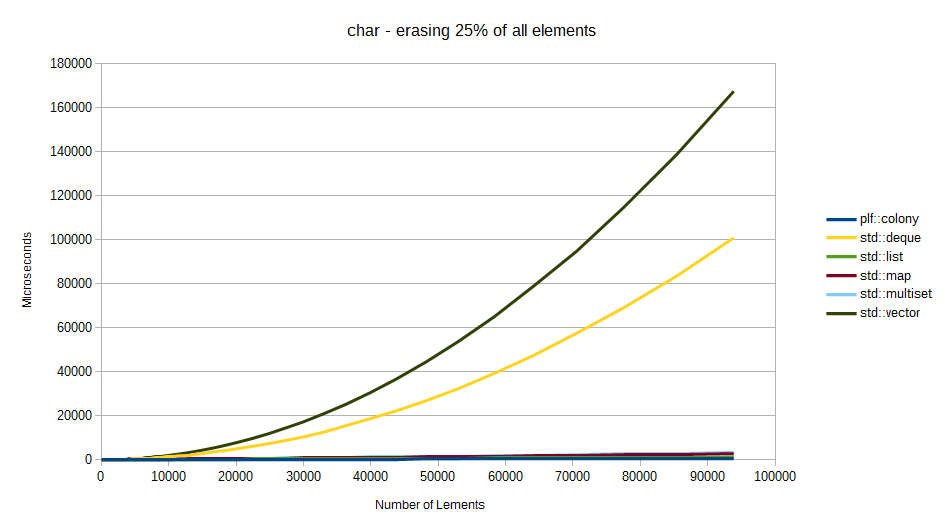 char - erasing 25% of all elements
180000
160000
140000
120000
100000
80000
60000
40000
20000
0
Microseconds
0 10000 20000 30000 40000 50000 60000 70000 80000 90000 100000
Number of Lements
plf::colony
std::deque
std::list
std::map
std::multiset
std::vector